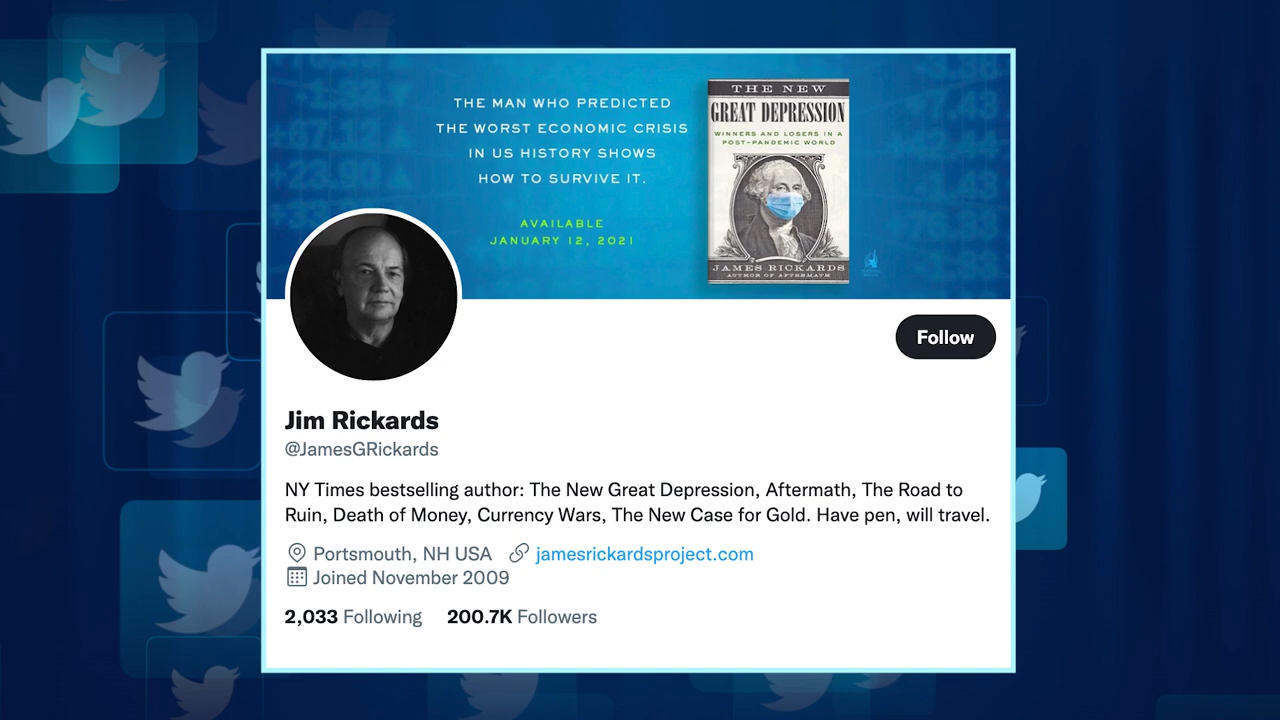 THE MAN WHO PREDICTED
THE WORST ECONOMIC CRISIS
IN US HISTORY SHOWS
HOW TO SURVIVE IT.
AVAILABLE
JANUARY 12, 2021
THE NEW
GREAT DEPRESSION
WINNERS AND LOSERS IN A
POST-PANDEMIC WORLD
JAMES RICKARDS
AUTHOR OF AFTERMATH
Follow
Jim Rickards
@JamesGRickards
NY Times bestselling author: The New Great Depression, Aftermath, The Road to
Ruin, Death of Money, Currency Wars, The New Case for Gold. Have pen, will travel.
Portsmouth, NH USA jamesrickardsproject.com
Joined November 2009
2,033 Following 200.7K Followers